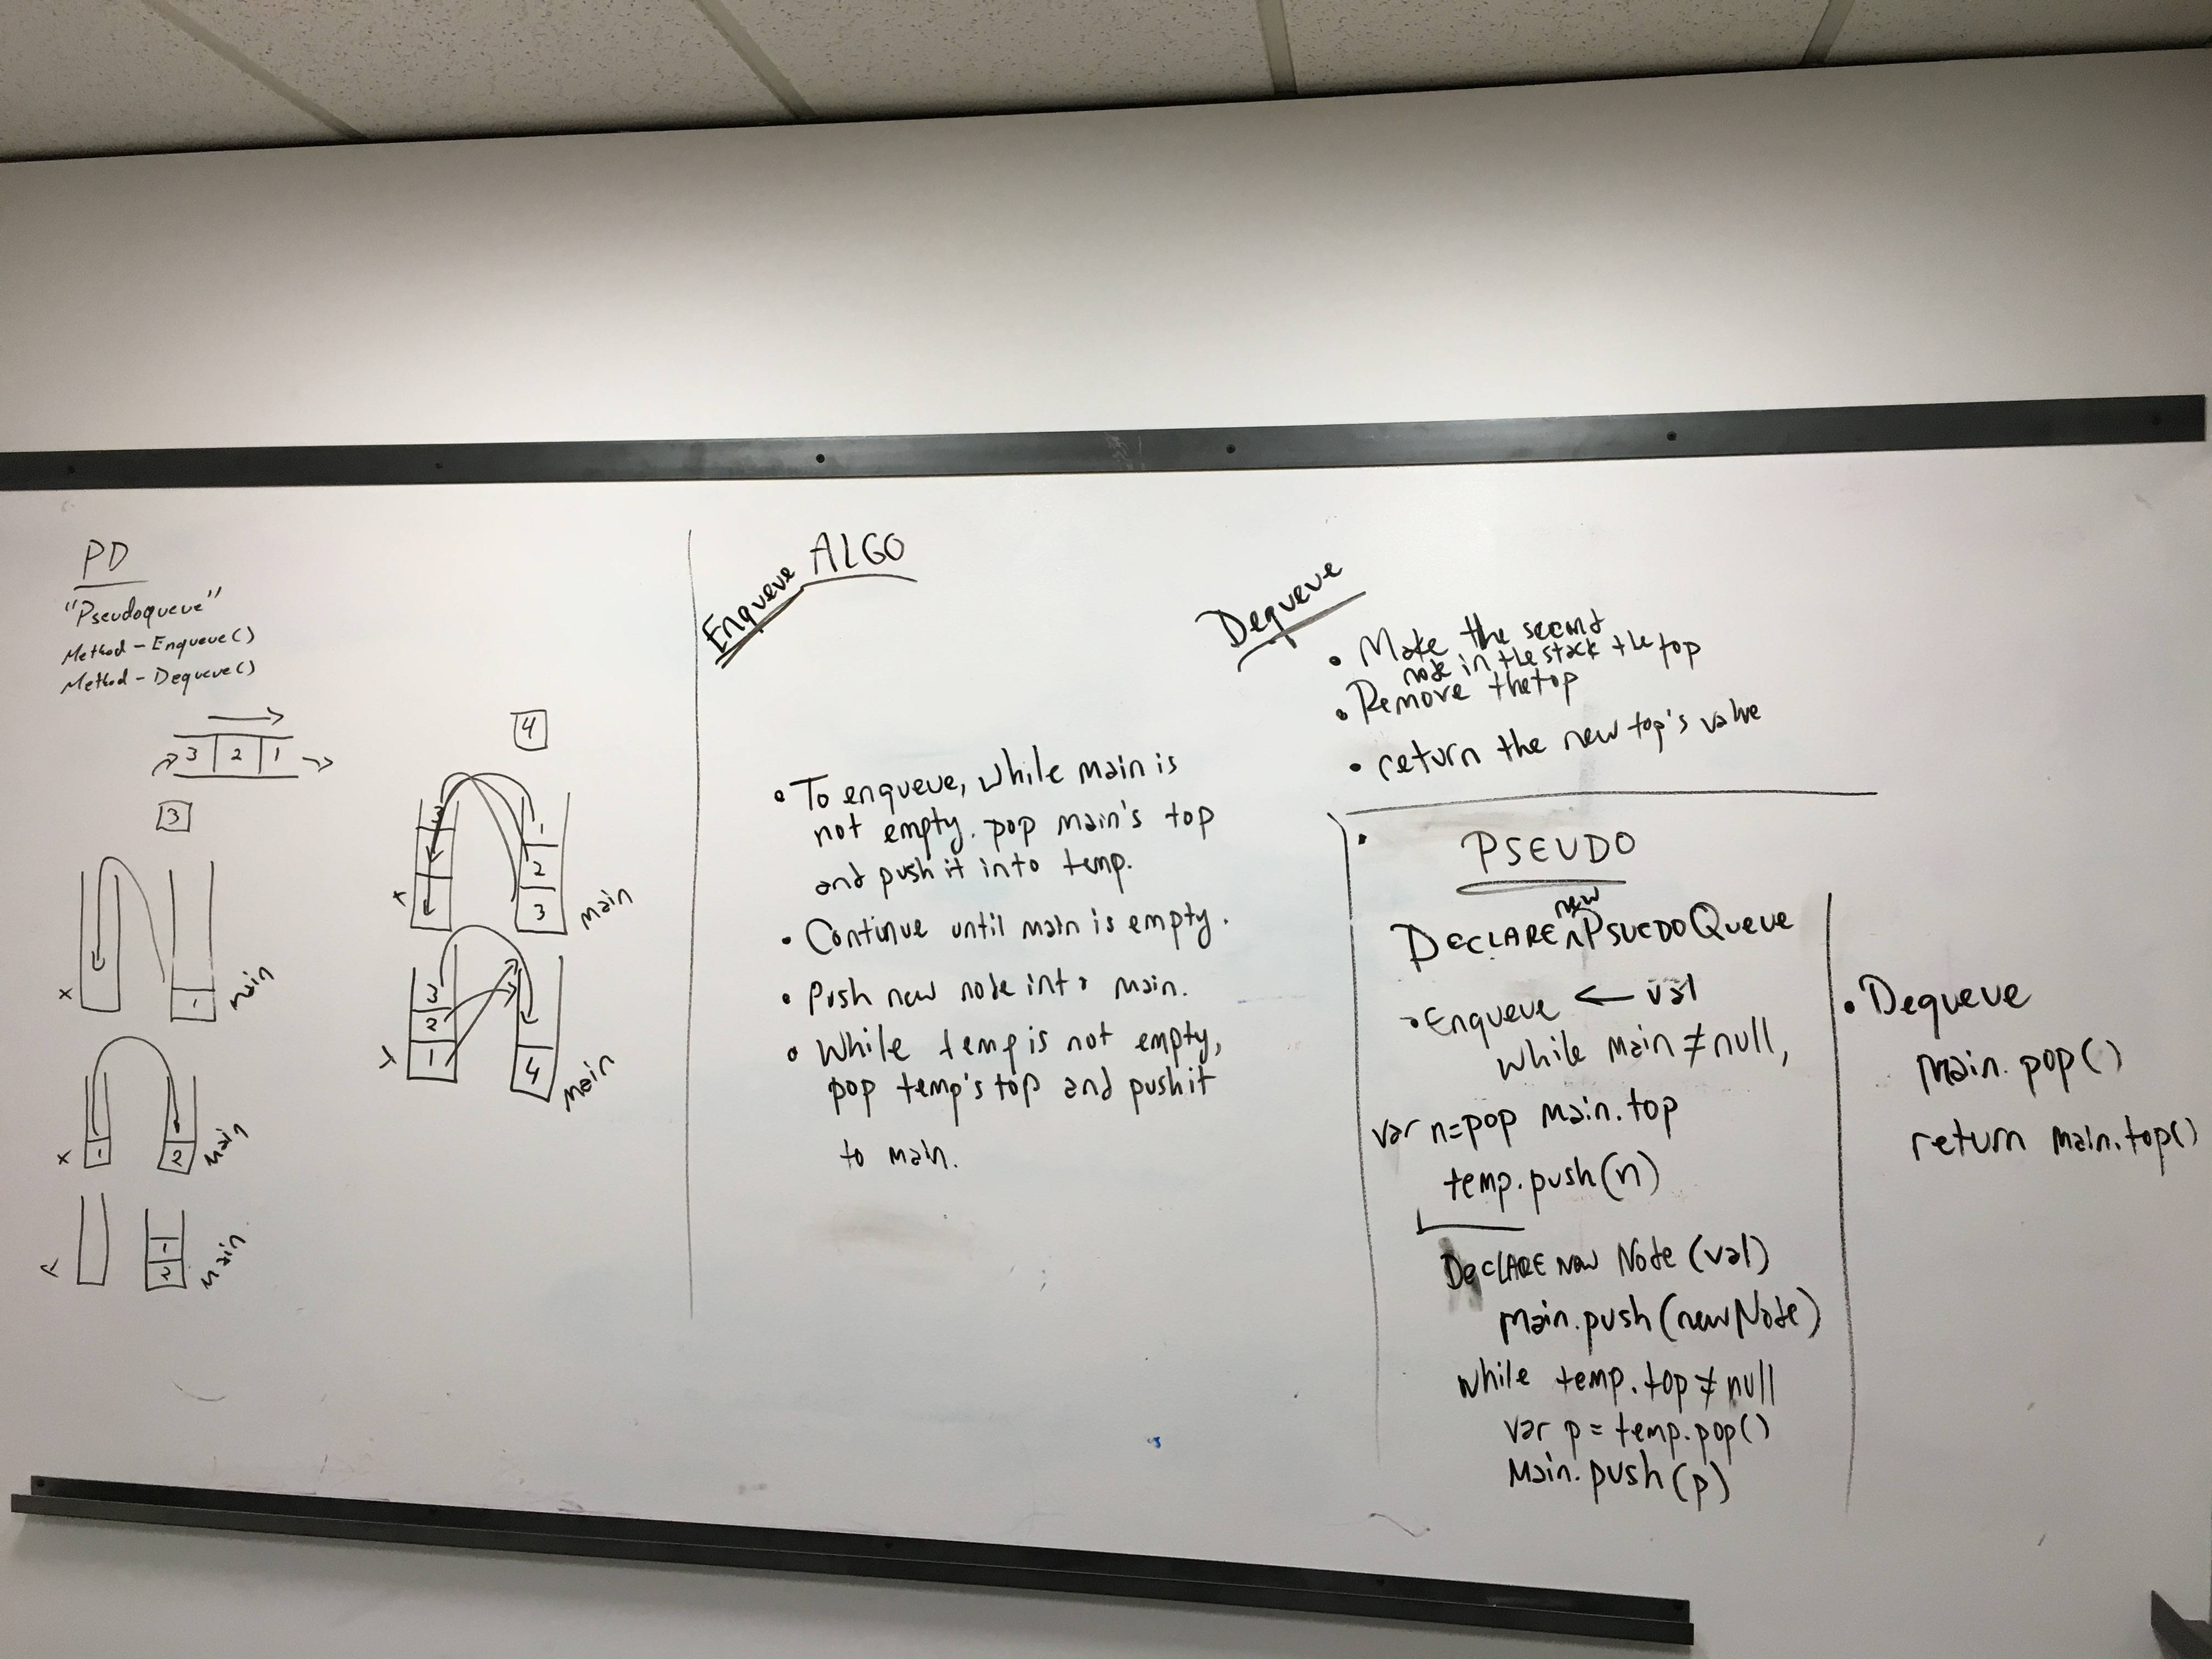 PD
"Pseudoqueue"
Method - Enqueue()
Method - Dequeue()
3 2 1
3
x 1 main
x 1 2 main
1
2 main
4
3 1
2
3 main
3
2
1 4 main
Enqueue ALGO
• To enqueue, while main is
not empty. pop main's top
and push it into temp.
• Continue until main is empty.
• Push new node into main.
• While temp is not empty,
pop temp's top and push it
to main.
Dequeue
• Make the second
node in the stack the top
• Remove the top
• return the new top's value
PSEUDO
new
DECLARE ^ PSUEDOQueue
• Enqueue ← val
while main ≠ null,
var n=pop main.top
temp.push(n)
DECLARE New Node (val)
main.push(newNode)
while temp.top ≠ null
var p = temp.pop()
Main.push(p)
• Dequeue
main.pop()
return main.top()